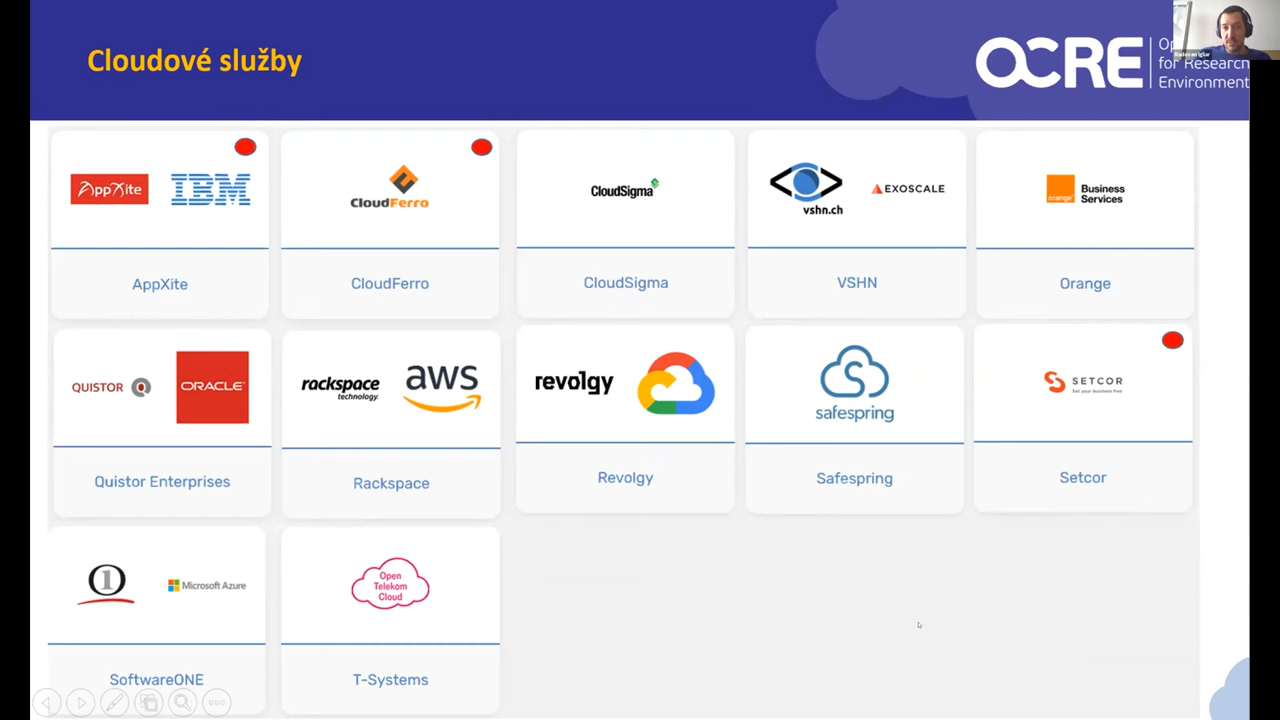 Cloudové služby
OCRE
for Research
Environment
AppXite
IBM
CloudFerro
CloudSigma
vshn.ch
EXOSCALE
orange
Business
Services
AppXite
CloudFerro
CloudSigma
VSHN
Orange
QUISTOR
ORACLE
rackspace
technology.
aws
revolgy
safespring
SETCOR
Quistor Enterprises
Rackspace
Revolgy
Safespring
Setcor
1
Microsoft Azure
Open
Telekom
Cloud
SoftwareONE
T-Systems